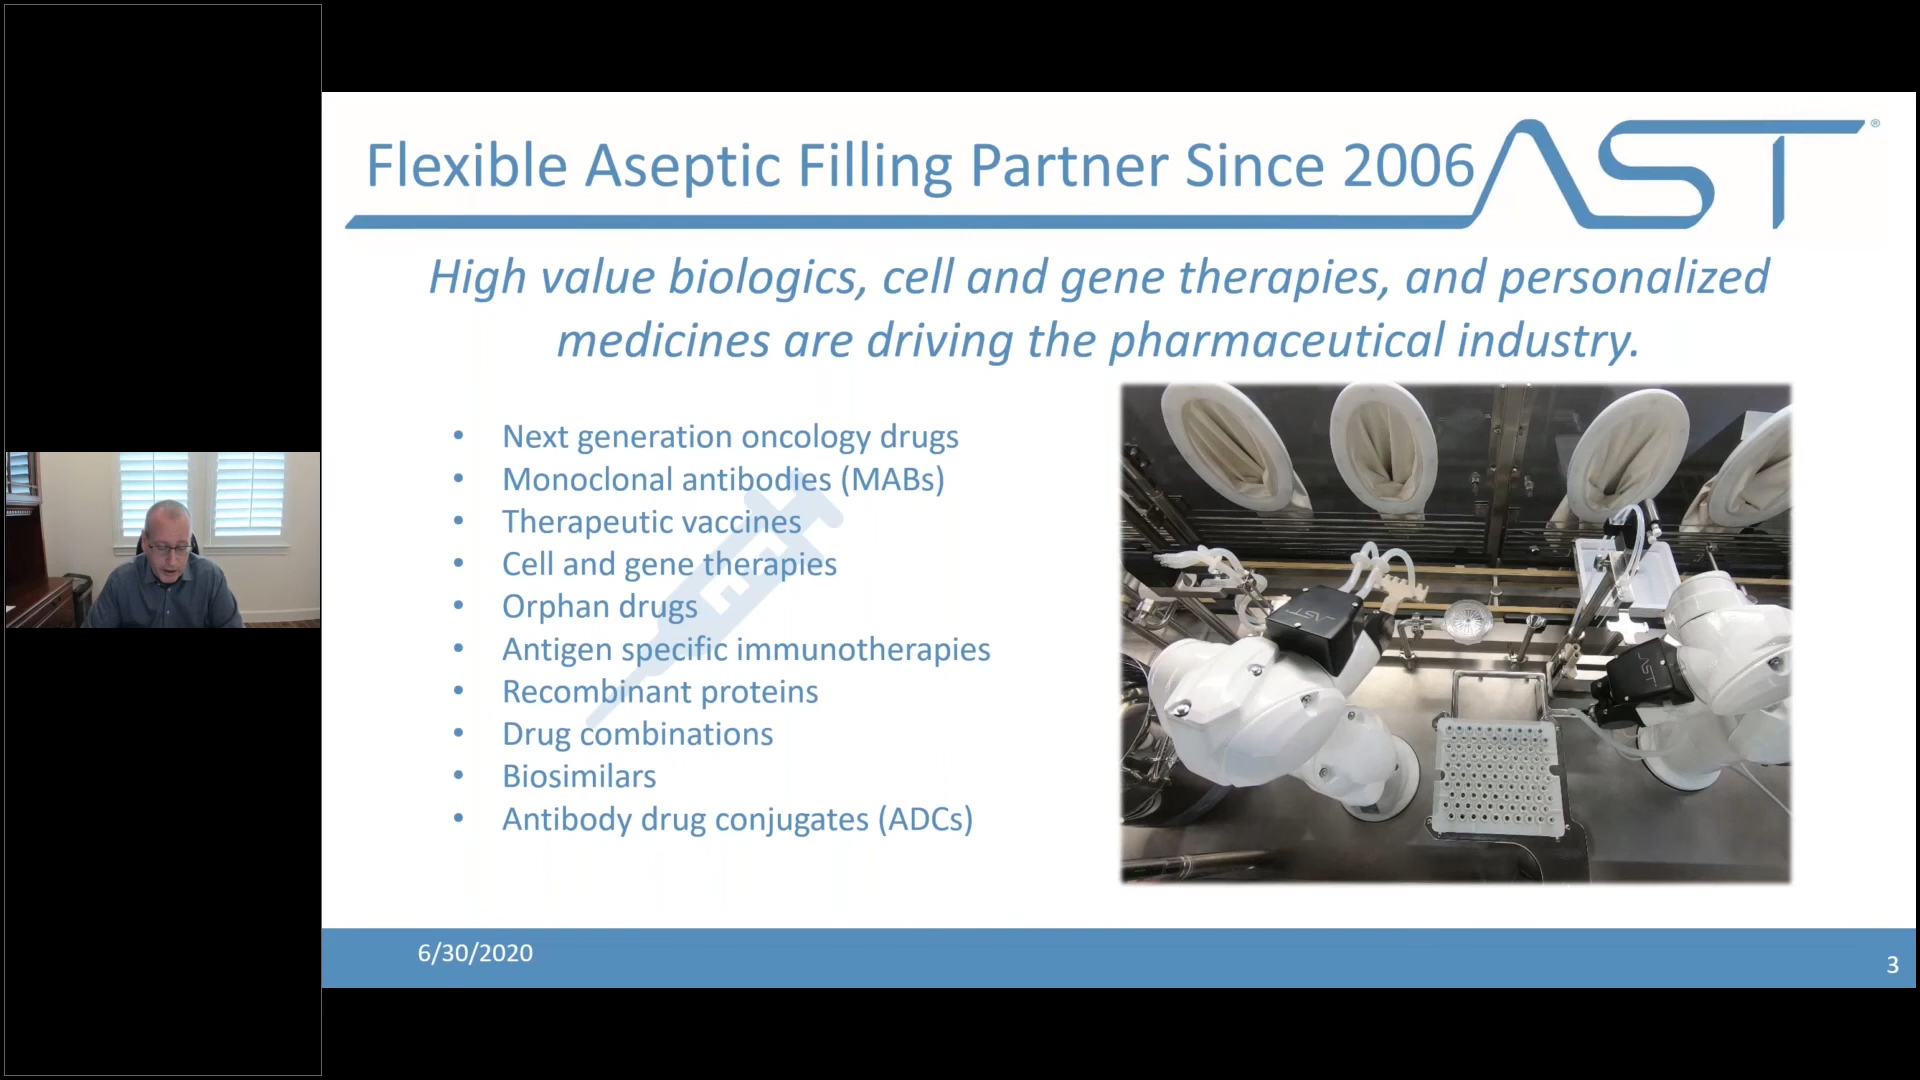 Flexible Aseptic Filling Partner Since 2006
AST®
High value biologics, cell and gene therapies, and personalized
medicines are driving the pharmaceutical industry.
• Next generation oncology drugs
• Monoclonal antibodies (MABs)
• Therapeutic vaccines
• Cell and gene therapies
• Orphan drugs
• Antigen specific immunotherapies
• Recombinant proteins
• Drug combinations
• Biosimilars
• Antibody drug conjugates (ADCs)
AST
AST
6/30/2020
3